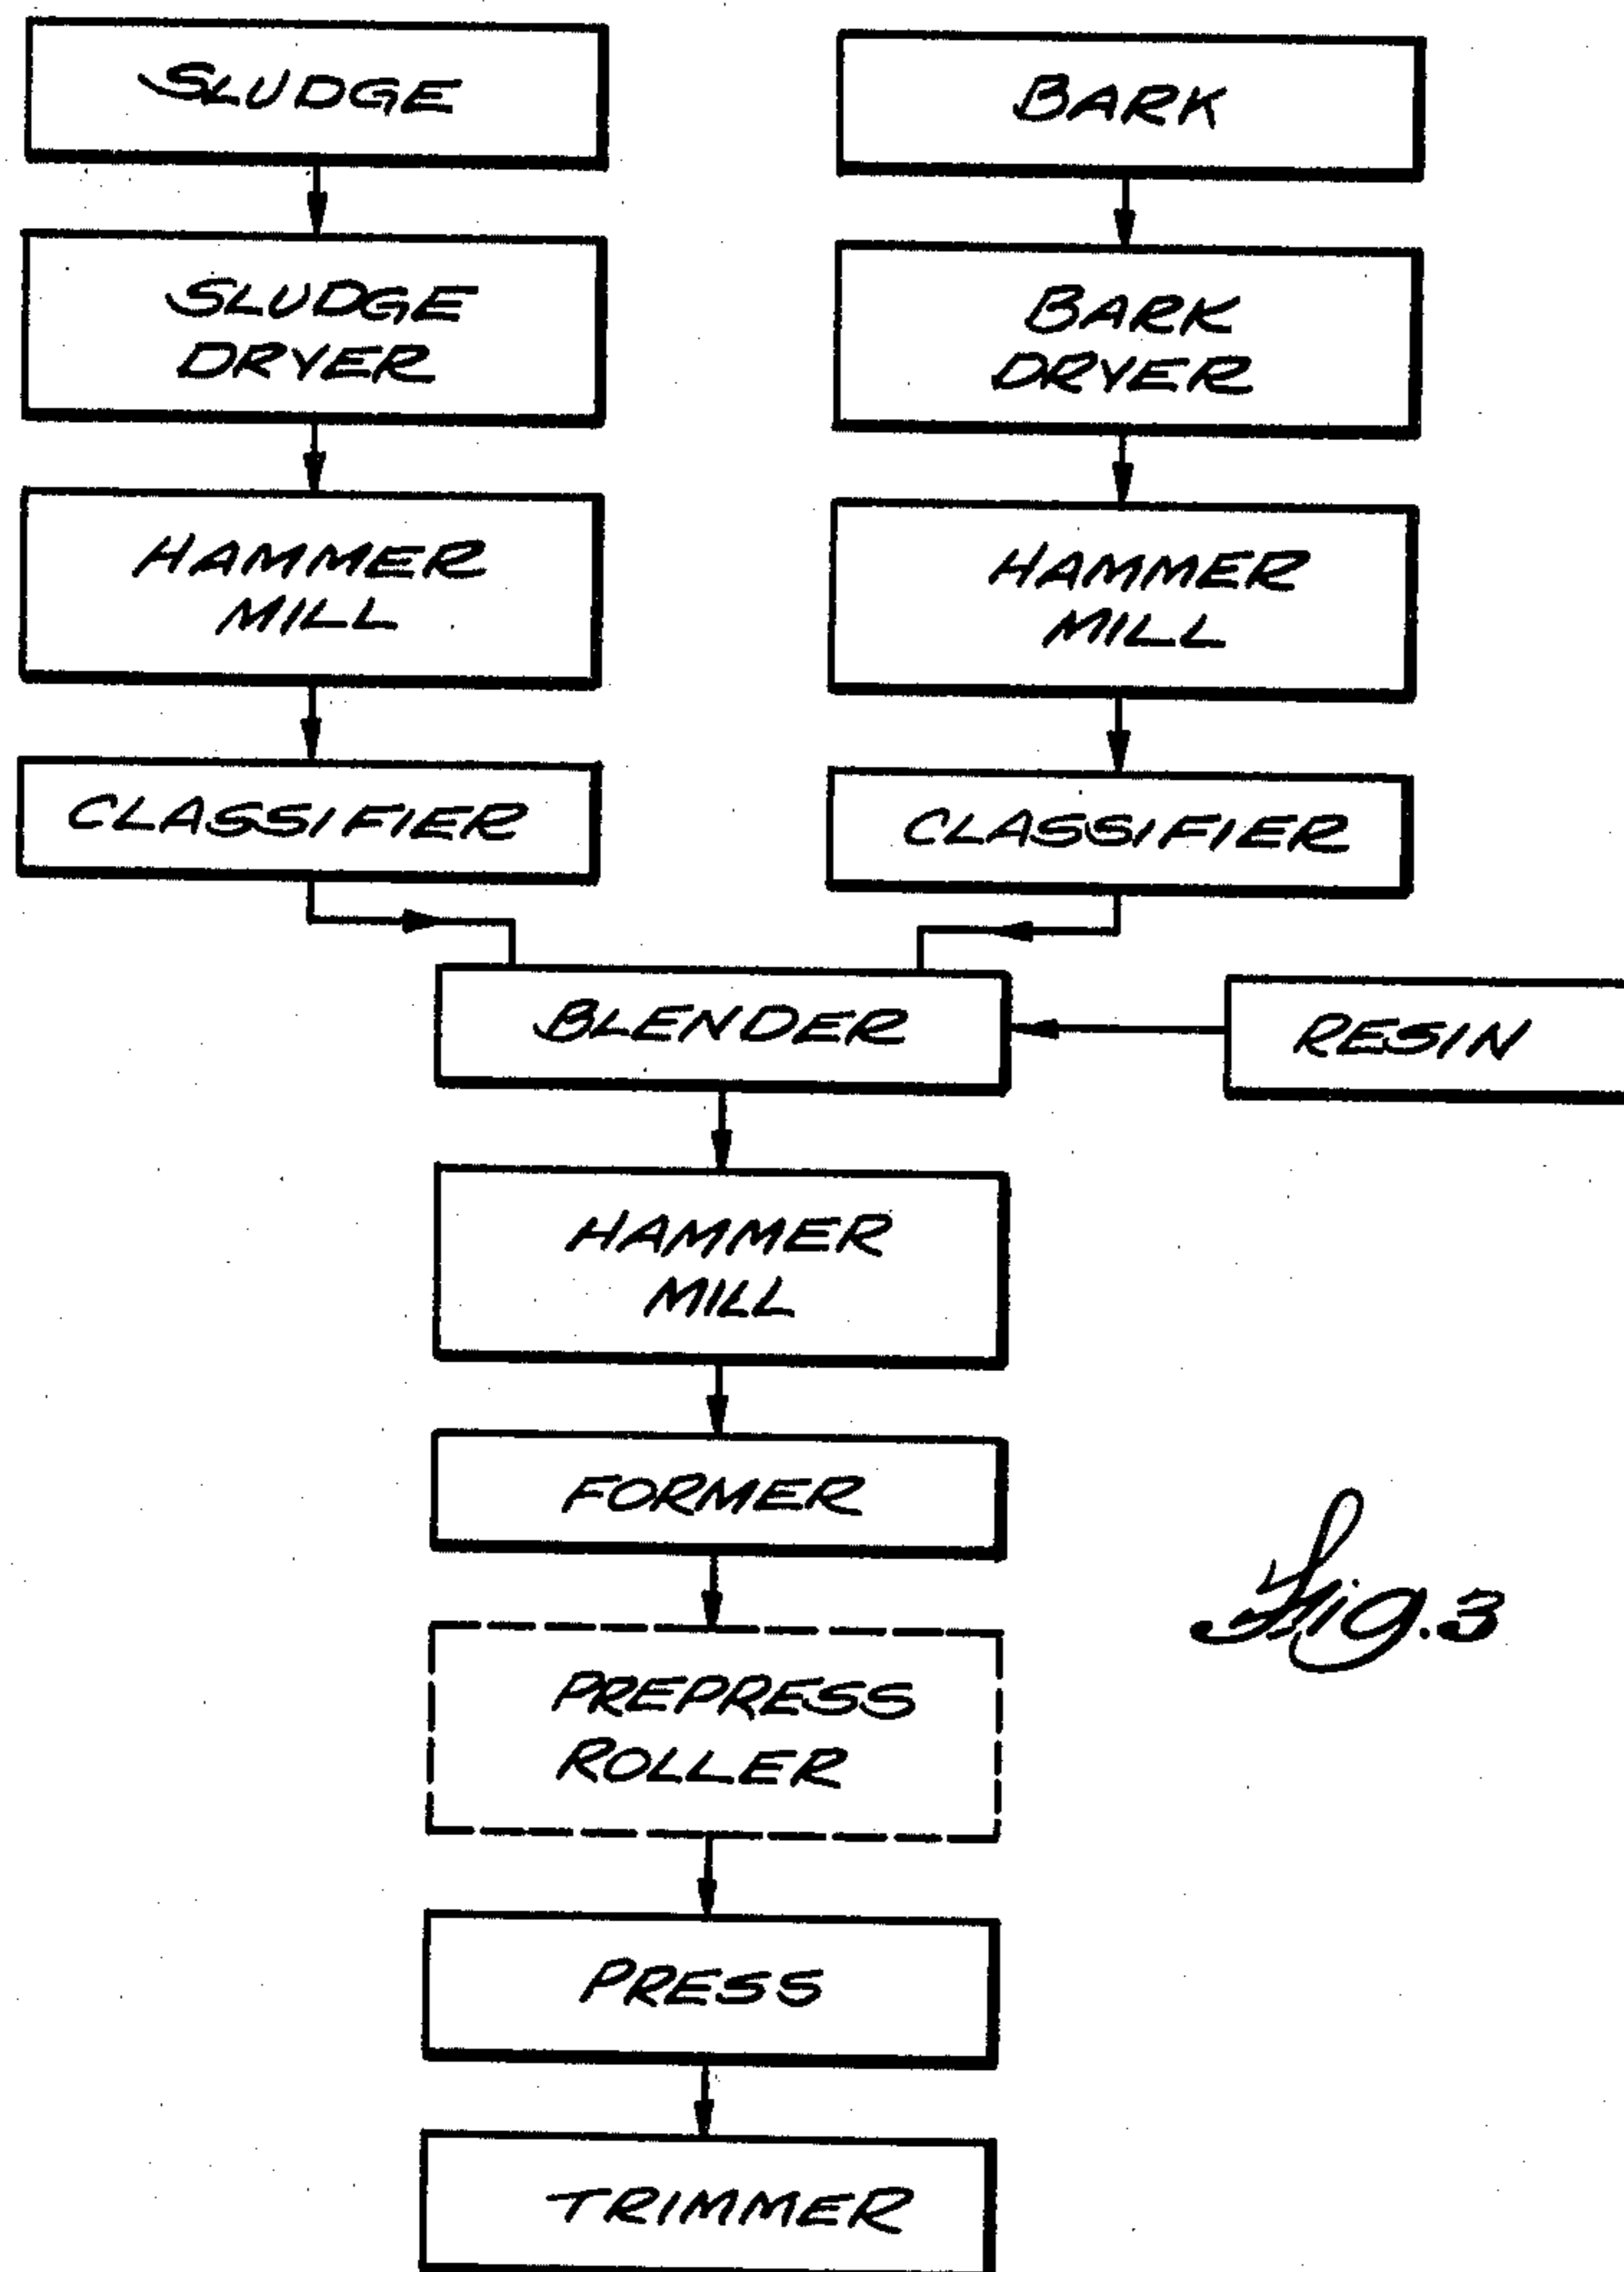 SLUDGE
BARK
SLUDGE
DRYER
BARK
DRYER
HAMMER
MILL
HAMMER
MILL
CLASSIFIER
CLASSIFIER
BLENDER
RESIN
HAMMER
MILL
FORMER
Fig. 3
PREPRESS
ROLLER
PRESS
TRIMMER